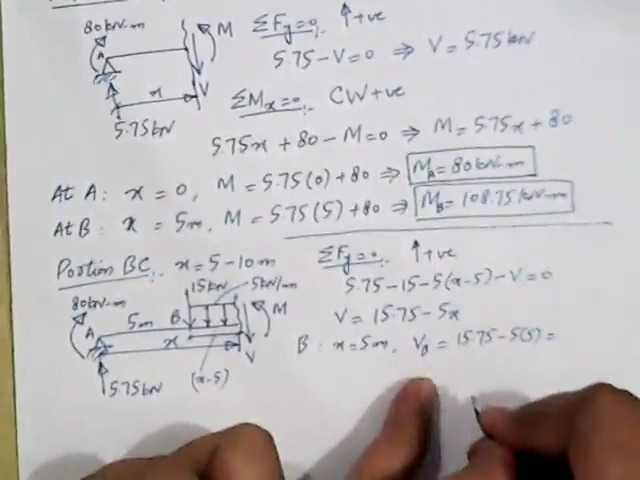 80kN-m
A
M
V
x
5.75kN
ΣFy=0; ↑+ve
5.75-V=0 ⇒ V=5.75kN
ΣMx=0; CW+ve
5.75x+80-M=0 ⇒ M=5.75x+80
At A: x=0, M=5.75(0)+80 ⇒ MA=80kN-m
At B: x=5m, M=5.75(5)+80 ⇒ MB=108.75kN-m
Portion BC: x=5-10m
80kN-m
A
5m
B
15kN
5kN/m
M
V
x
(x-5)
5.75kN
ΣFy=0; ↑+ve
5.75-15-5(x-5)-V=0
V=15.75-5x
B: x=5m, VB=15.75-5(5)=